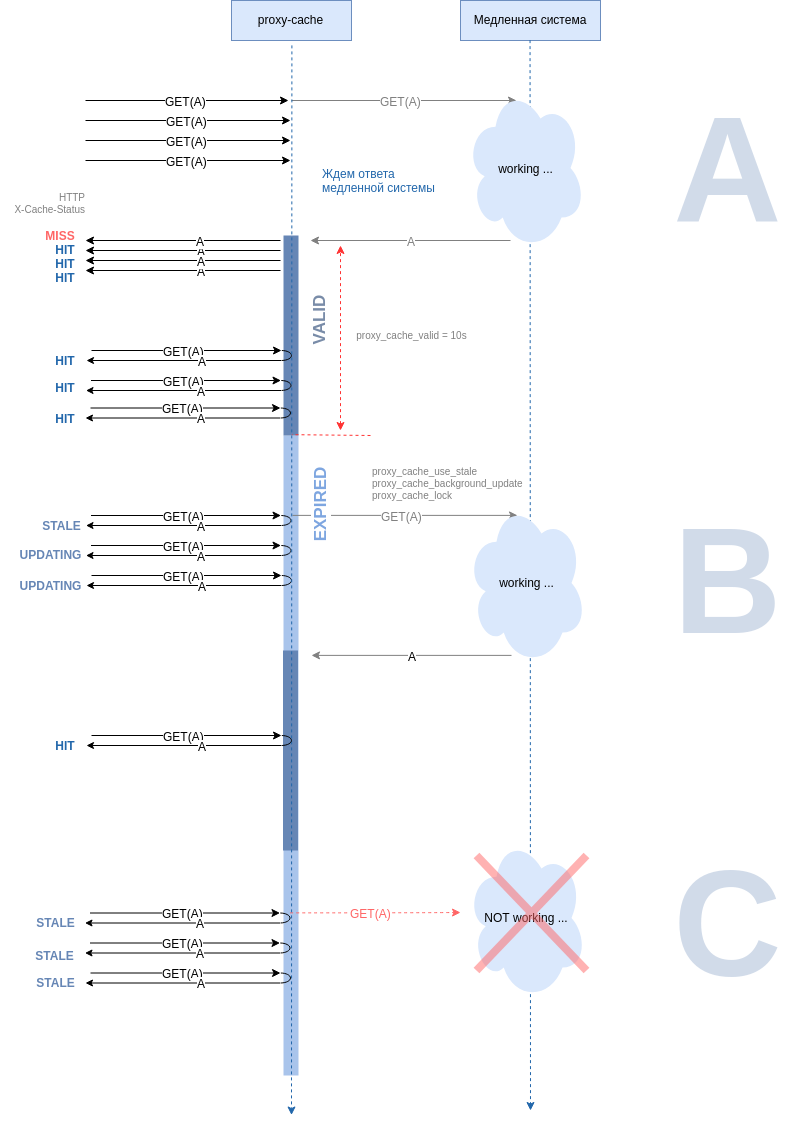 proxy-cache
Медленная система
GET(A)
GET(A)
GET(A)
GET(A)
GET(A)
working ...
A
Ждем ответа
медленной системы
HTTP
X-Cache-Status
MISS
A
A
HIT
A
HIT
A
HIT
A
VALID
proxy_cache_valid = 10s
GET(A)
HIT
A
GET(A)
HIT
A
GET(A)
HIT
A
EXPIRED
proxy_cache_use_stale
proxy_cache_background_update
proxy_cache_lock
GET(A)
GET(A)
STALE
A
GET(A)
UPDATING
A
GET(A)
UPDATING
A
working ...
B
A
GET(A)
HIT
A
GET(A)
GET(A)
STALE
A
GET(A)
STALE
A
GET(A)
STALE
A
NOT working ...
C